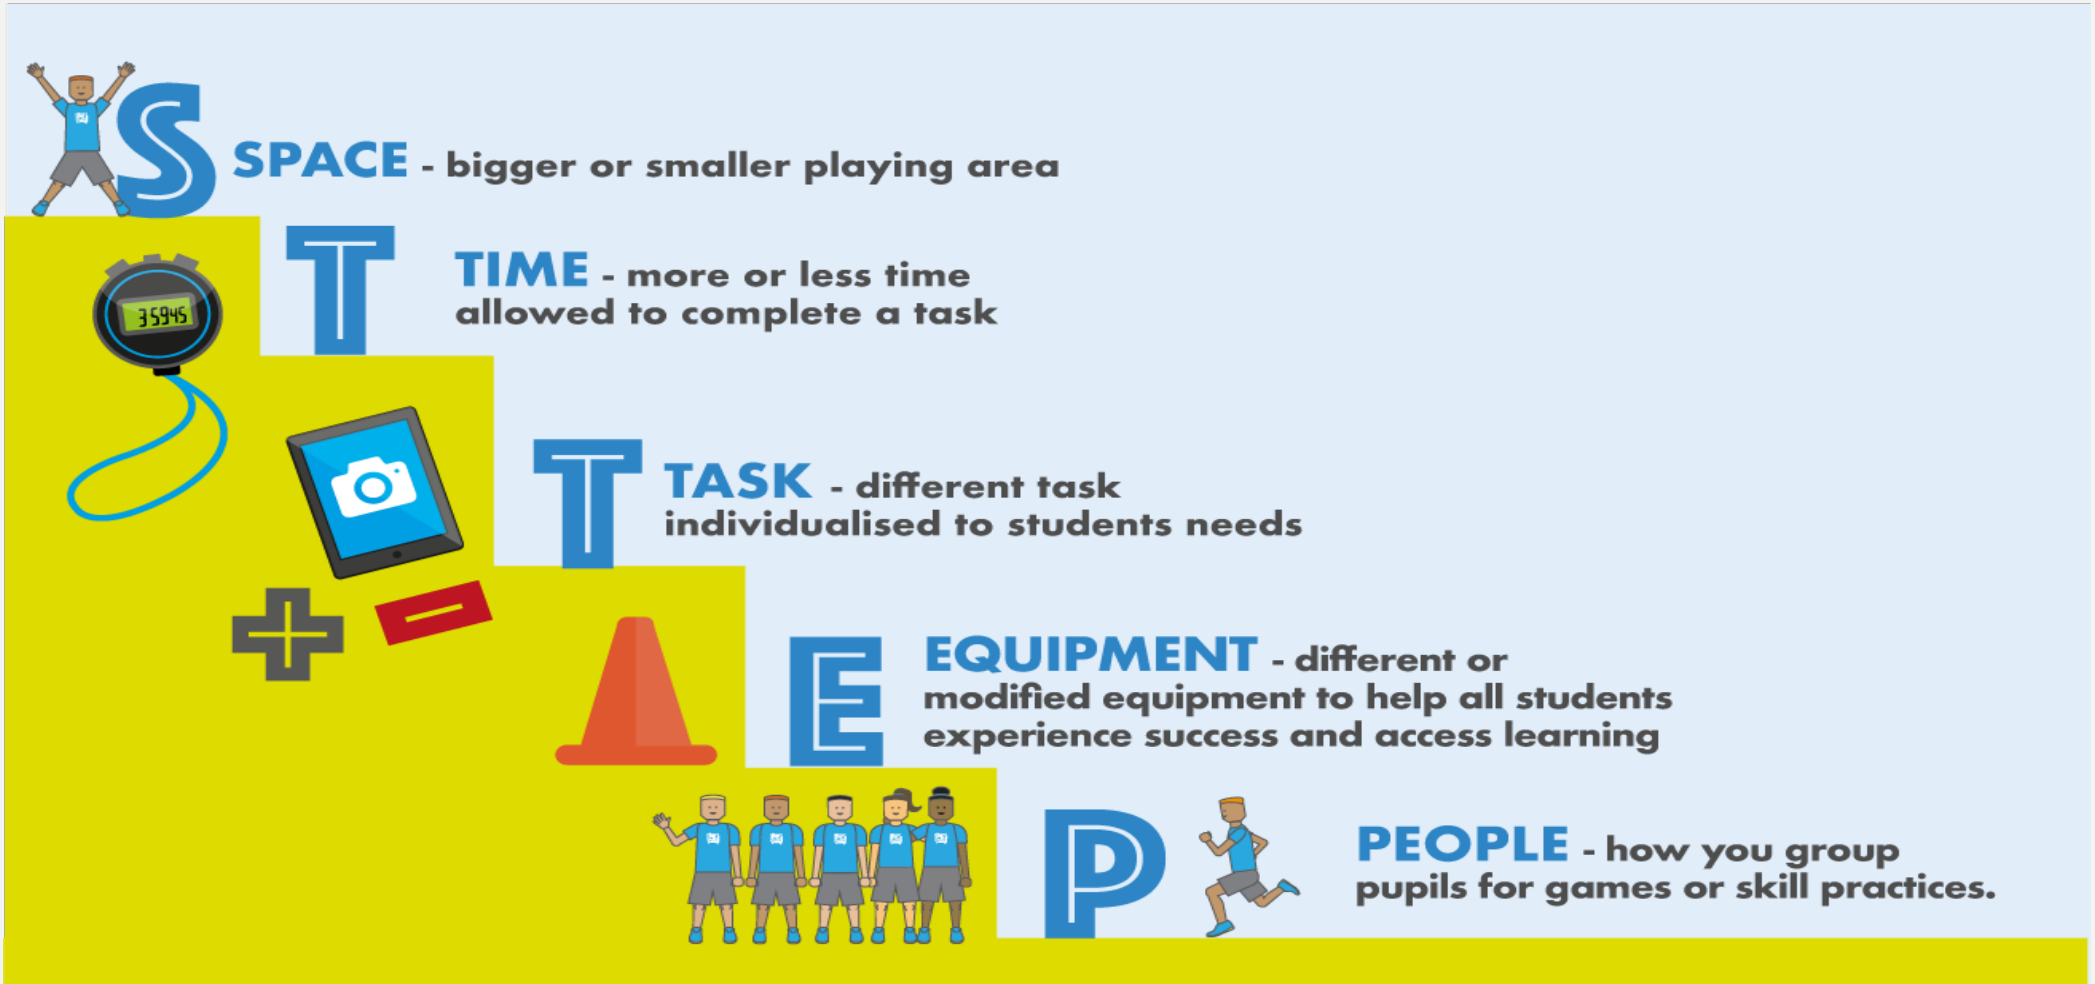 S SPACE - bigger or smaller playing area
T TIME - more or less time
allowed to complete a task
35945
T TASK - different task
individualised to students needs
E EQUIPMENT - different or
modified equipment to help all students
experience success and access learning
P PEOPLE - how you group
pupils for games or skill practices.